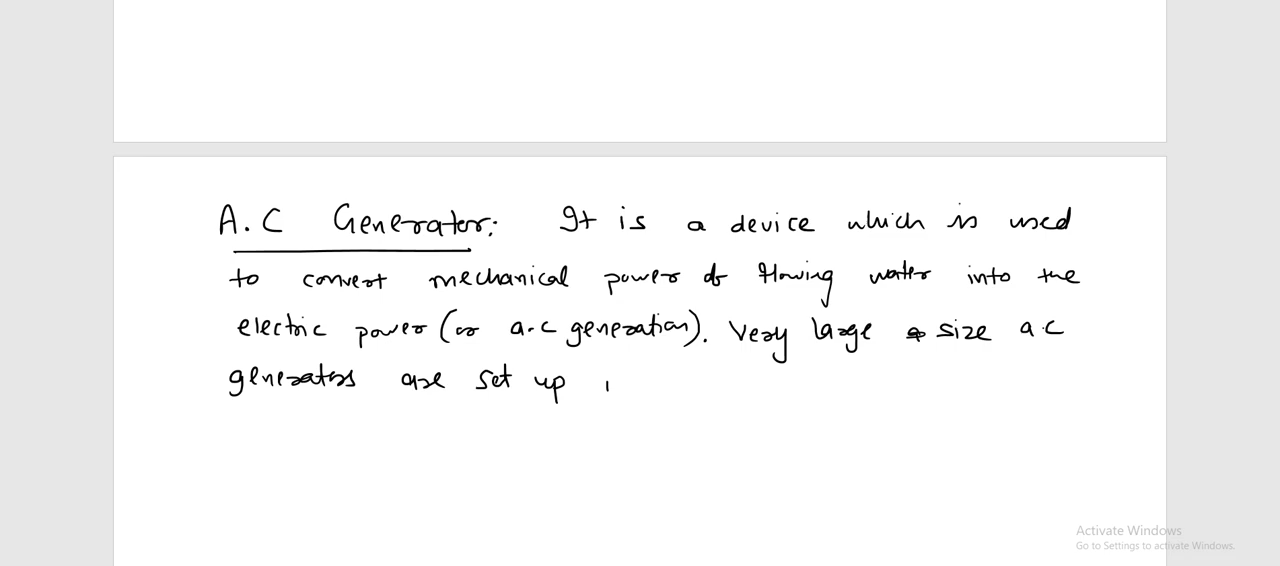 A.C Generator: It is a device which is used
to convert mechanical power of flowing water into the
electric power (or a.c generation). Very large size a.c
generators are set up
Activate Windows
Go to Settings to activate Windows.